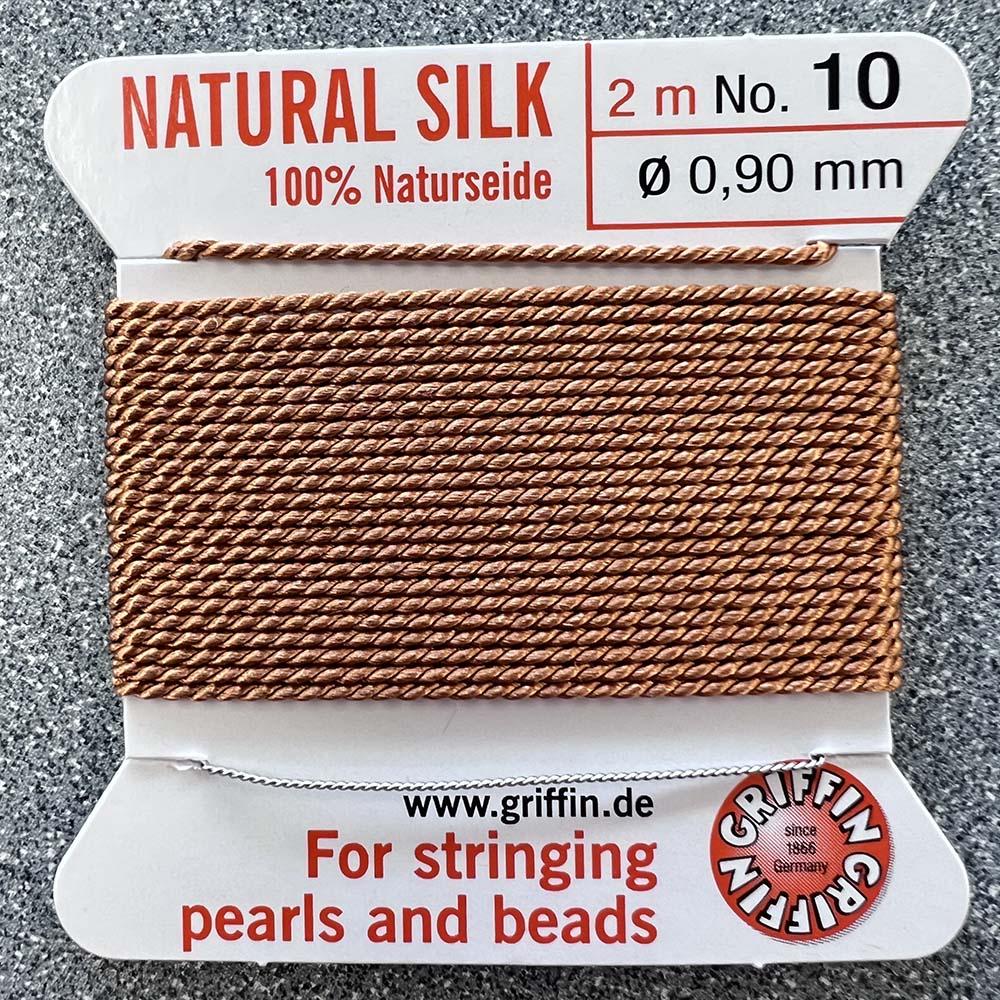 NATURAL SILK
100% Naturseide
2 m No. 10
Ø 0,90 mm
www.griffin.de
For stringing
pearls and beads
GRIFFIN GRIFFIN
since
1866
Germany